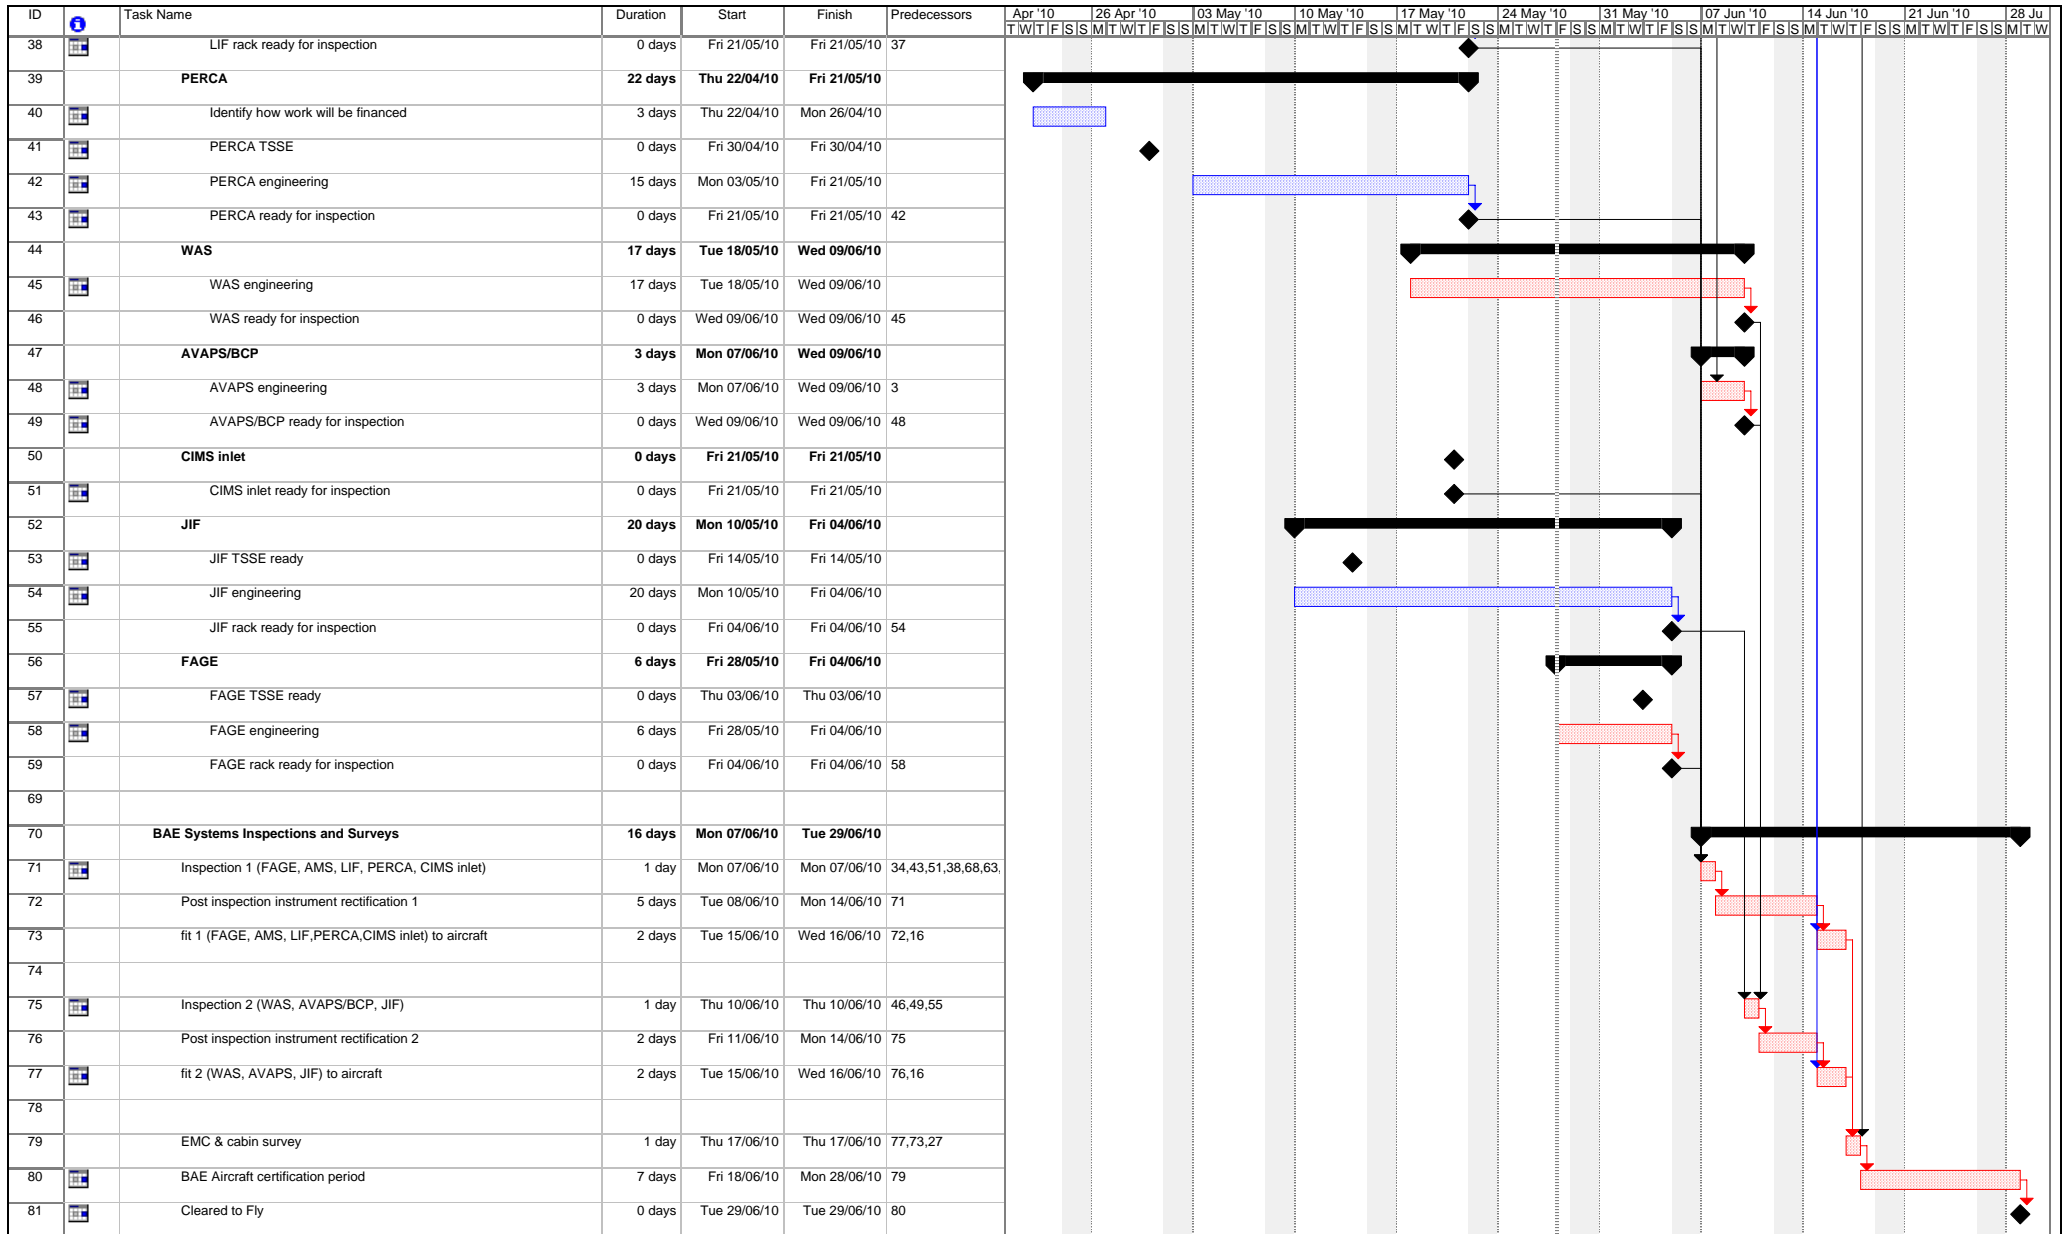 ID Task Name Duration Start Finish Predecessors Apr '10 26 Apr '10 03 May '10 10 May '10 17 May '10 24 May '10 31 May '10 07 Jun '10 14 Jun '10 21 Jun '10 28 Ju
T W T F S S M T W T F S S M T W T F S S M T W T F S S M T W T F S S M T W T F S S M T W T F S S M T W T F S S M T W T F S S M T W T F S S M T W
38 LIF rack ready for inspection 0 days Fri 21/05/10 Fri 21/05/10 37
39 PERCA 22 days Thu 22/04/10 Fri 21/05/10
40 Identify how work will be financed 3 days Thu 22/04/10 Mon 26/04/10
41 PERCA TSSE 0 days Fri 30/04/10 Fri 30/04/10
42 PERCA engineering 15 days Mon 03/05/10 Fri 21/05/10
43 PERCA ready for inspection 0 days Fri 21/05/10 Fri 21/05/10 42
44 WAS 17 days Tue 18/05/10 Wed 09/06/10
45 WAS engineering 17 days Tue 18/05/10 Wed 09/06/10
46 WAS ready for inspection 0 days Wed 09/06/10 Wed 09/06/10 45
47 AVAPS/BCP 3 days Mon 07/06/10 Wed 09/06/10
48 AVAPS engineering 3 days Mon 07/06/10 Wed 09/06/10 3
49 AVAPS/BCP ready for inspection 0 days Wed 09/06/10 Wed 09/06/10 48
50 CIMS inlet 0 days Fri 21/05/10 Fri 21/05/10
51 CIMS inlet ready for inspection 0 days Fri 21/05/10 Fri 21/05/10
52 JIF 20 days Mon 10/05/10 Fri 04/06/10
53 JIF TSSE ready 0 days Fri 14/05/10 Fri 14/05/10
54 JIF engineering 20 days Mon 10/05/10 Fri 04/06/10
55 JIF rack ready for inspection 0 days Fri 04/06/10 Fri 04/06/10 54
56 FAGE 6 days Fri 28/05/10 Fri 04/06/10
57 FAGE TSSE ready 0 days Thu 03/06/10 Thu 03/06/10
58 FAGE engineering 6 days Fri 28/05/10 Fri 04/06/10
59 FAGE rack ready for inspection 0 days Fri 04/06/10 Fri 04/06/10 58
69
70 BAE Systems Inspections and Surveys 16 days Mon 07/06/10 Tue 29/06/10
71 Inspection 1 (FAGE, AMS, LIF, PERCA, CIMS inlet) 1 day Mon 07/06/10 Mon 07/06/10 34,43,51,38,68,63,
72 Post inspection instrument rectification 1 5 days Tue 08/06/10 Mon 14/06/10 71
73 fit 1 (FAGE, AMS, LIF,PERCA,CIMS inlet) to aircraft 2 days Tue 15/06/10 Wed 16/06/10 72,16
74
75 Inspection 2 (WAS, AVAPS/BCP, JIF) 1 day Thu 10/06/10 Thu 10/06/10 46,49,55
76 Post inspection instrument rectification 2 2 days Fri 11/06/10 Mon 14/06/10 75
77 fit 2 (WAS, AVAPS, JIF) to aircraft 2 days Tue 15/06/10 Wed 16/06/10 76,16
78
79 EMC & cabin survey 1 day Thu 17/06/10 Thu 17/06/10 77,73,27
80 BAE Aircraft certification period 7 days Fri 18/06/10 Mon 28/06/10 79
81 Cleared to Fly 0 days Tue 29/06/10 Tue 29/06/10 80